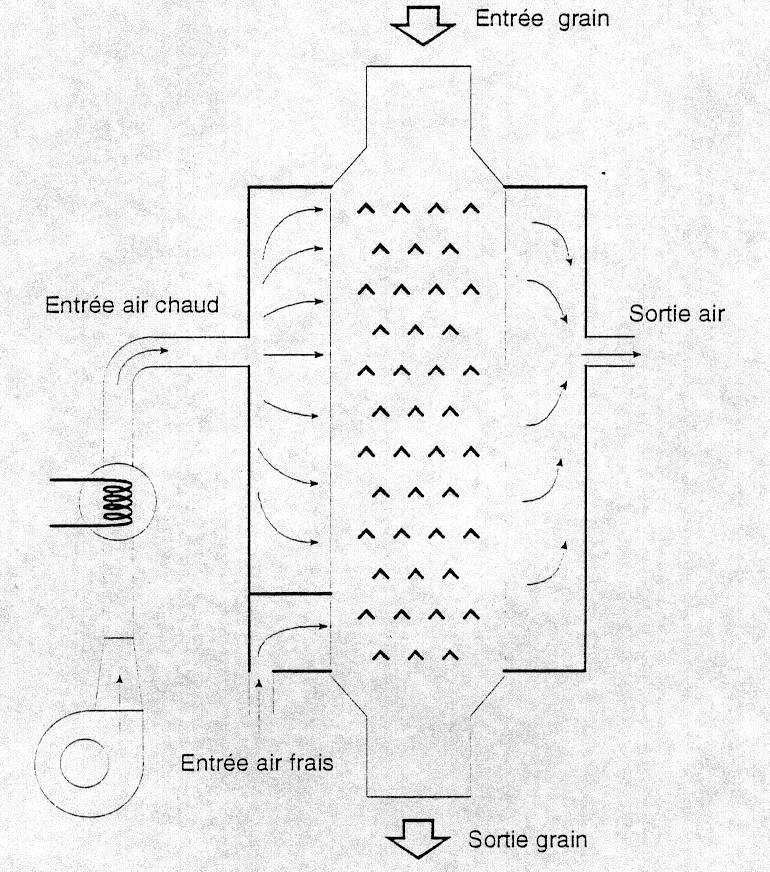 Entrée grain
Entrée air chaud
Sortie air
Entrée air frais
Sortie grain